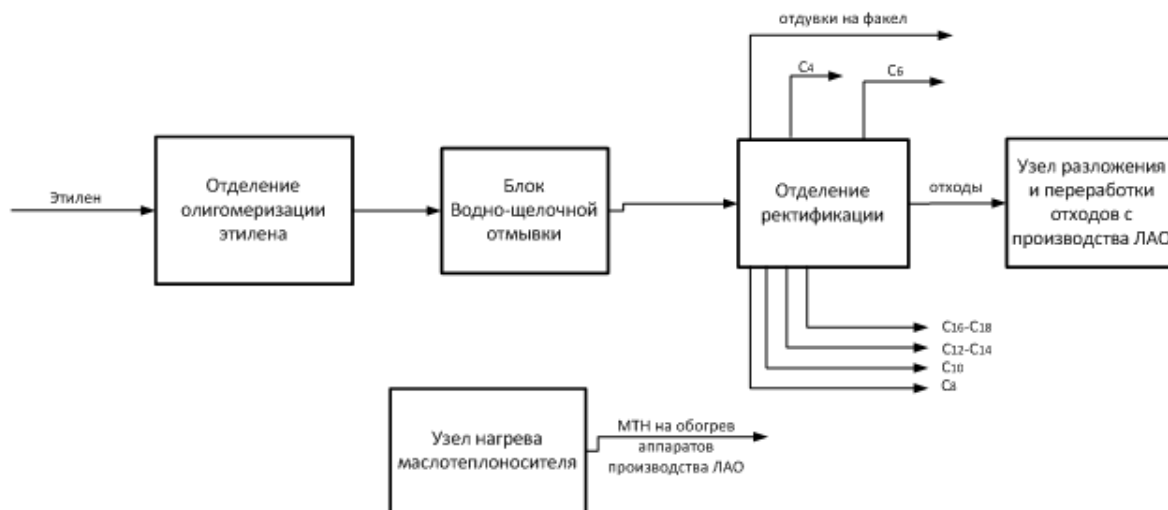 отдувки на факел
C4
C6
Этилен
Отделение
олигомеризации
этилена
Блок
Водно-щелочной
отмывки
Отделение
ректификации
отходы
Узел разложения
и переработки
отходов с
производства ЛАО
C16-C18
C12-C14
C10
C8
Узел нагрева
маслотеплоносителя
МТН на обогрев
аппаратов
производства ЛАО